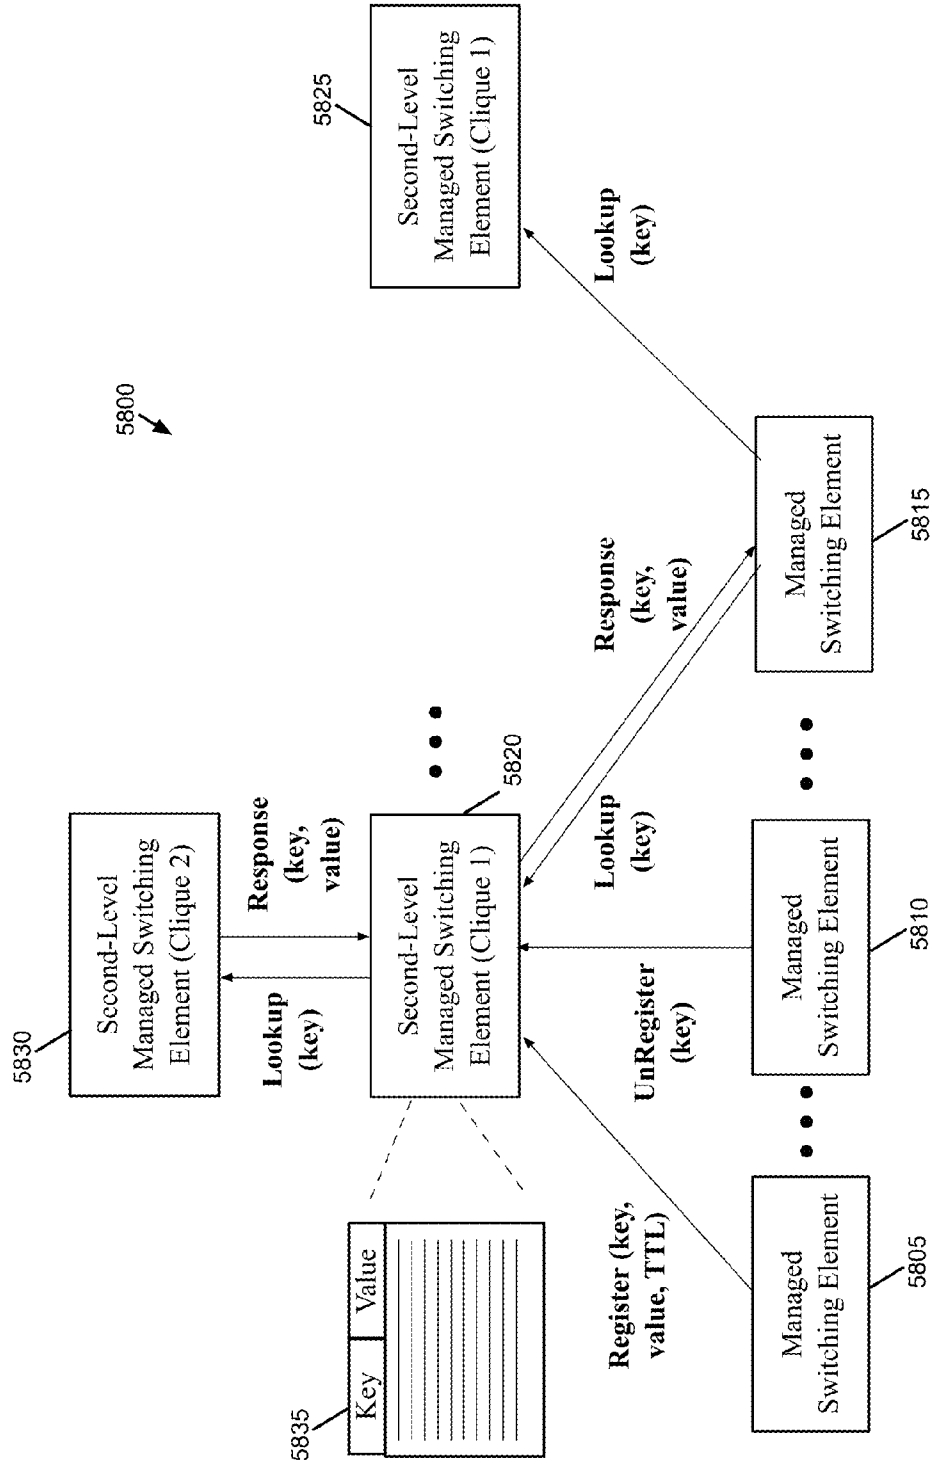 5800
5830
Second-Level
Managed Switching
Element (Clique 2)
Lookup
(key)
Response
(key,
value)
5835
Key
Value
Second-Level
Managed Switching
Element (Clique 1)
5820
5825
Second-Level
Managed Switching
Element (Clique 1)
Register (key,
value, TTL)
UnRegister
(key)
Lookup
(key)
Response
(key,
value)
Lookup
(key)
Managed
Switching Element
5805
Managed
Switching Element
5810
Managed
Switching Element
5815